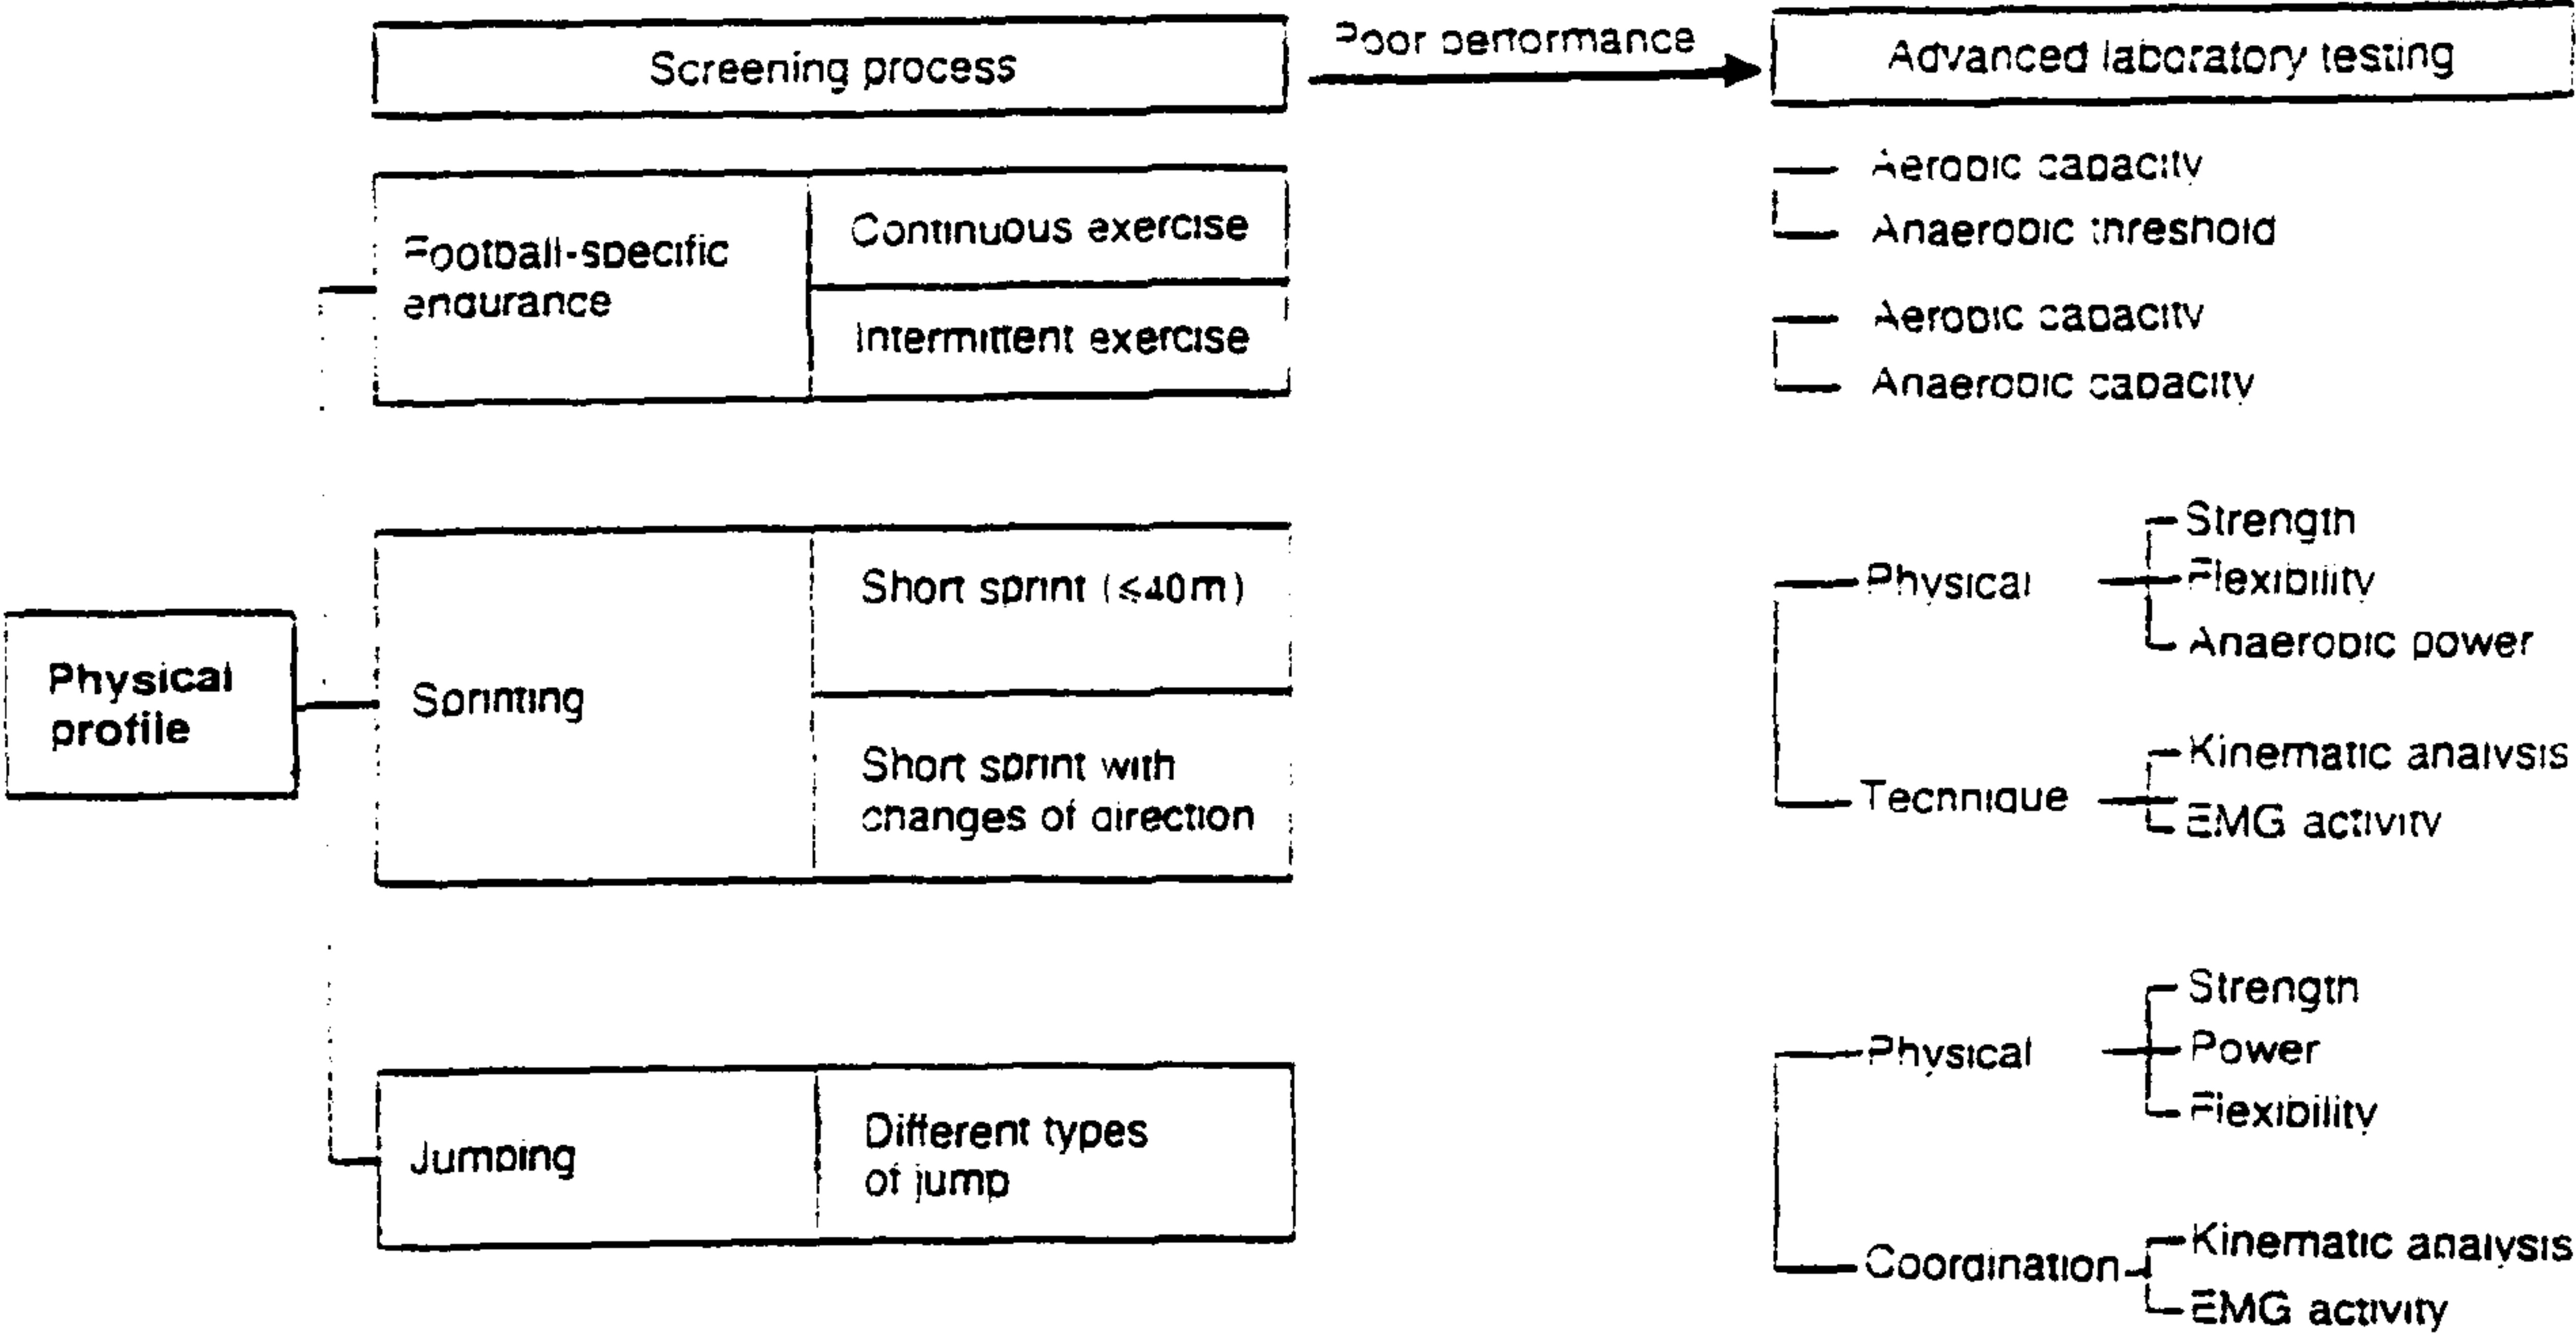 Screening process
Poor performance
Advanced laboratory testing
Football-specific
endurance
Continuous exercise
Intermittent exercise
Aerobic capacity
Anaerobic threshold
Aerobic capacity
Anaerobic capacity
Physical
profile
Sprinting
Short sprint (≤40m)
Short sprint with
changes of direction
Physical
Strength
Flexibility
Anaerobic power
Technique
Kinematic analysis
EMG activity
Jumping
Different types
of jump
Physical
Strength
Power
Flexibility
Coordination
Kinematic analysis
EMG activity